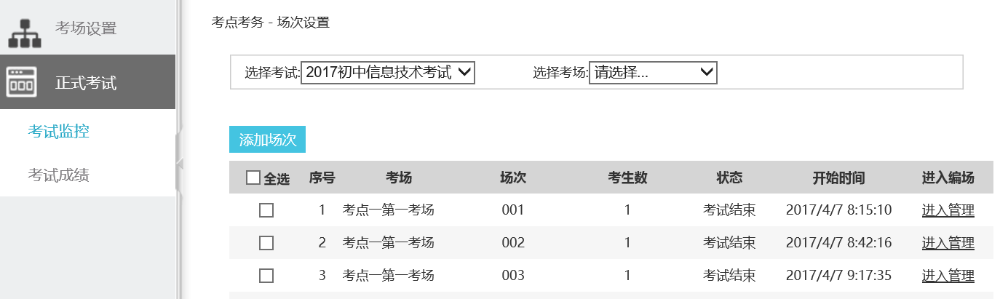 考场设置
正式考试
考试监控
考试成绩
考点考务 - 场次设置
选择考试: 2017初中信息技术考试 选择考场: 请选择...
添加场次
全选 序号 考场 场次 考生数 状态 开始时间 进入编场
1 考点一第一考场 001 1 考试结束 2017/4/7 8:15:10 进入管理
2 考点一第一考场 002 1 考试结束 2017/4/7 8:42:16 进入管理
3 考点一第一考场 003 1 考试结束 2017/4/7 9:17:35 进入管理